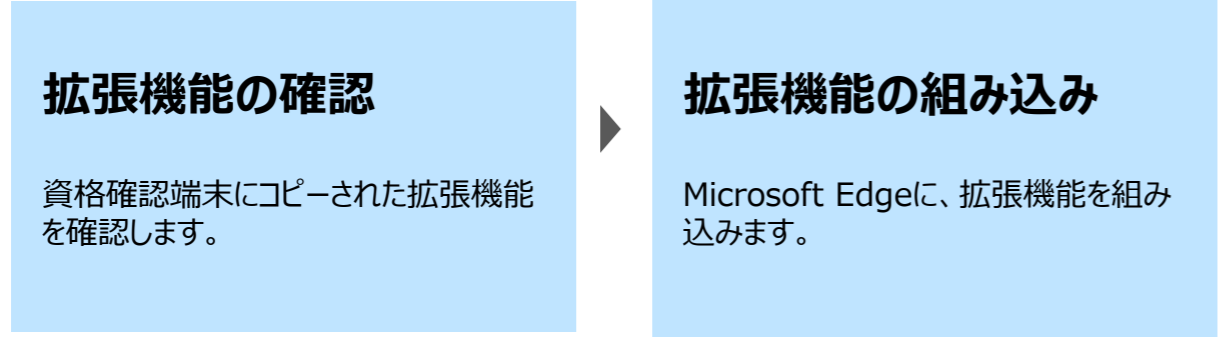 拡張機能の確認
資格確認端末にコピーされた拡張機能
を確認します。
拡張機能の組み込み
Microsoft Edgeに、拡張機能を組み
込みます。